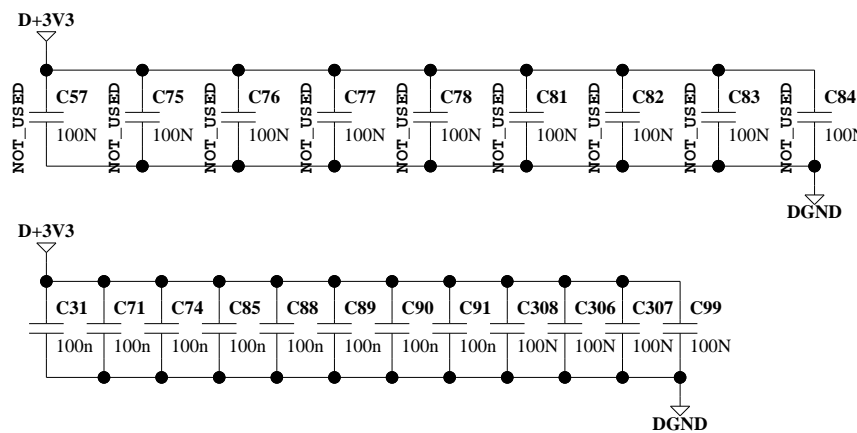 D+3V3
NOT_USED C57 100N
NOT_USED C75 100N
NOT_USED C76 100N
NOT_USED C77 100N
NOT_USED C78 100N
NOT_USED C81 100N
NOT_USED C82 100N
NOT_USED C83 100N
NOT_USED C84 100N
DGND
D+3V3
C31 C71 C74 C85 C88 C89 C90 C91 C308 C306 C307 C99
100n 100n 100n 100n 100n 100n 100n 100n 100N 100N 100N 100N
DGND